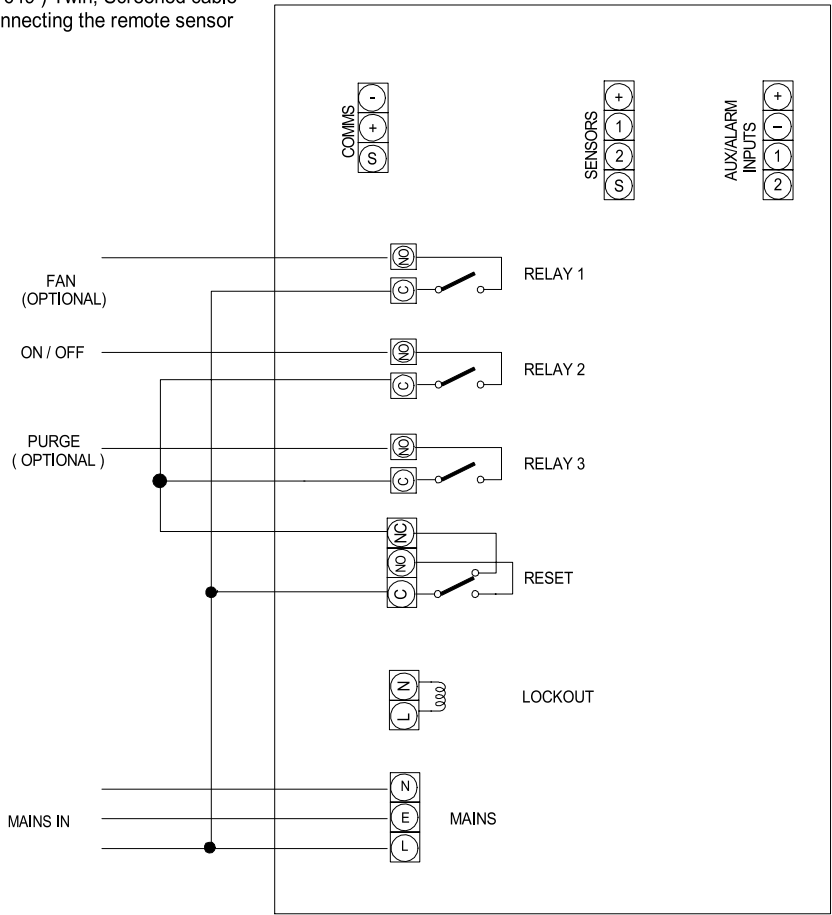 Twin, Screened cable
nnecting the remote sensor
COMMS
-
+
S
SENSORS
+
1
2
S
AUX/ALARM
INPUTS
+
–
1
2
FAN
(OPTIONAL)
NO
C
RELAY 1
ON / OFF
NO
C
RELAY 2
PURGE
( OPTIONAL )
NO
C
RELAY 3
NC
NO
C
RESET
N
L
LOCKOUT
MAINS IN
N
E
L
MAINS